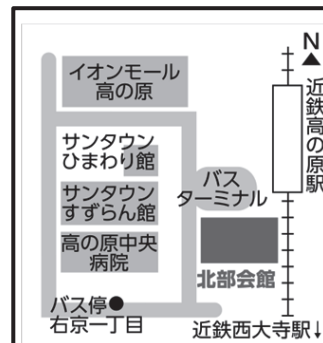 N
イオンモール
高の原
近鉄高の原駅
サンタウン
ひまわり館
バス
ターミナル
サンタウン
すずらん館
高の原中央
病院
北部会館
バス停●
右京一丁目
近鉄西大寺駅↓